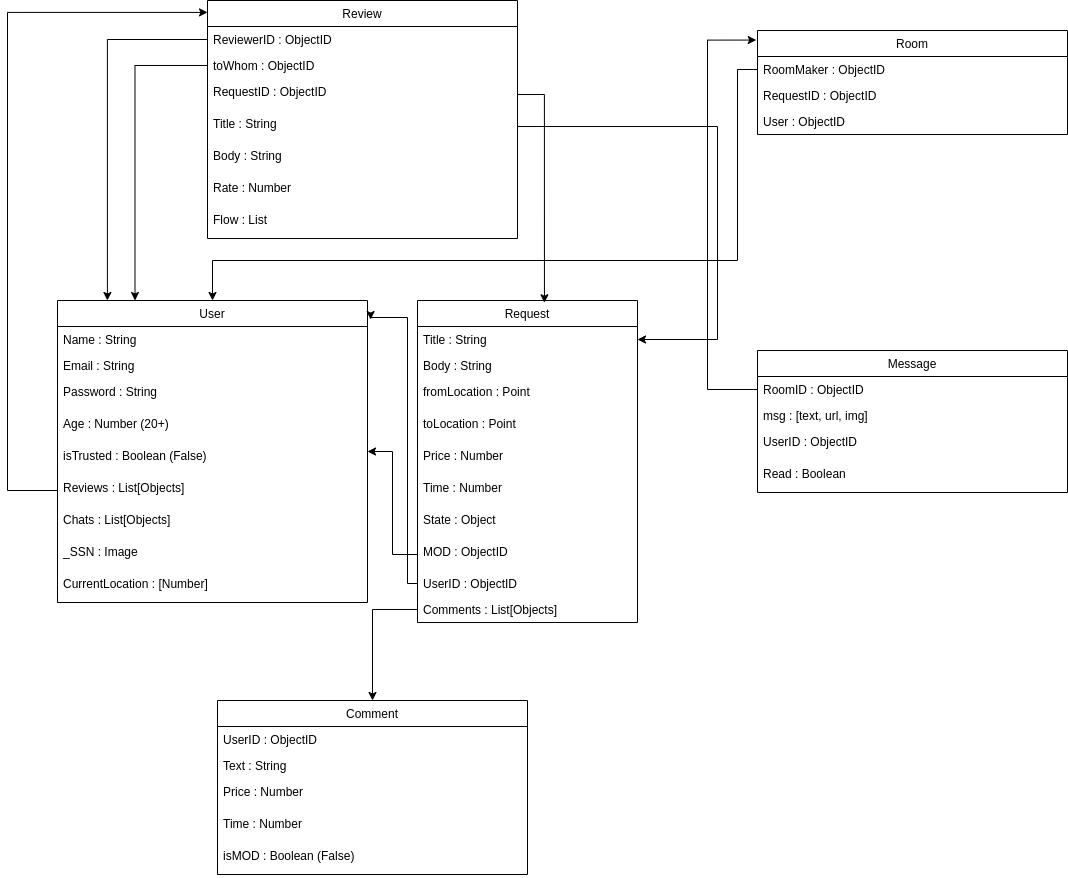 Review
ReviewerID : ObjectID
toWhom : ObjectID
RequestID : ObjectID
Title : String
Body : String
Rate : Number
Flow : List
Room
RoomMaker : ObjectID
RequestID : ObjectID
User : ObjectID
User
Name : String
Email : String
Password : String
Age : Number (20+)
isTrusted : Boolean (False)
Reviews : List[Objects]
Chats : List[Objects]
_SSN : Image
CurrentLocation : [Number]
Request
Title : String
Body : String
fromLocation : Point
toLocation : Point
Price : Number
Time : Number
State : Object
MOD : ObjectID
UserID : ObjectID
Comments : List[Objects]
Message
RoomID : ObjectID
msg : [text, url, img]
UserID : ObjectID
Read : Boolean
Comment
UserID : ObjectID
Text : String
Price : Number
Time : Number
isMOD : Boolean (False)